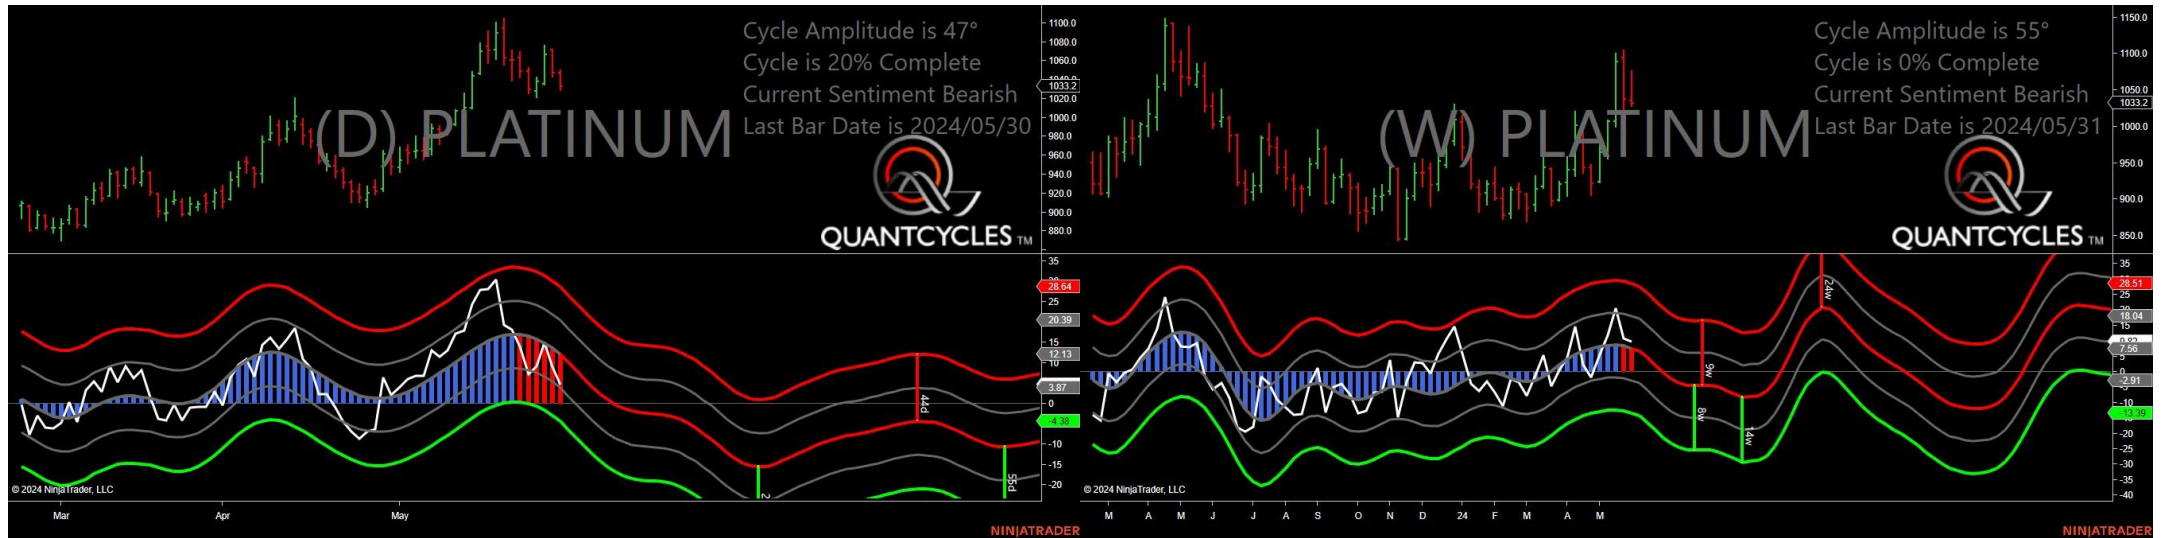 Cycle Amplitude is 47°
Cycle is 20% Complete
Current Sentiment Bearish
Last Bar Date is 2024/05/30
(D) PLATINUM
QUANTCYCLES TM
1100.0
1080.0
1060.0
1033.2
1020.0
1000.0
980.0
960.0
940.0
920.0
900.0
880.0
35
28.64
25
20.39
15
12.13
10
3.87
0
-4.38
-10
-15
-20
44d
55d
2
© 2024 NinjaTrader, LLC
Mar Apr May
NINJATRADER
Cycle Amplitude is 55°
Cycle is 0% Complete
Current Sentiment Bearish
Last Bar Date is 2024/05/31
(W) PLATINUM
QUANTCYCLES TM
1150.0
1100.0
1050.0
1033.2
1000.0
950.0
900.0
850.0
35
28.51
25
18.04
15
7.56
5
0
-2.91
-10
-13.39
-20
-25
-30
-35
-40
9w
8w
14w
24w
© 2024 NinjaTrader, LLC
M A M J J A S O N D 24 F M A M
NINJATRADER